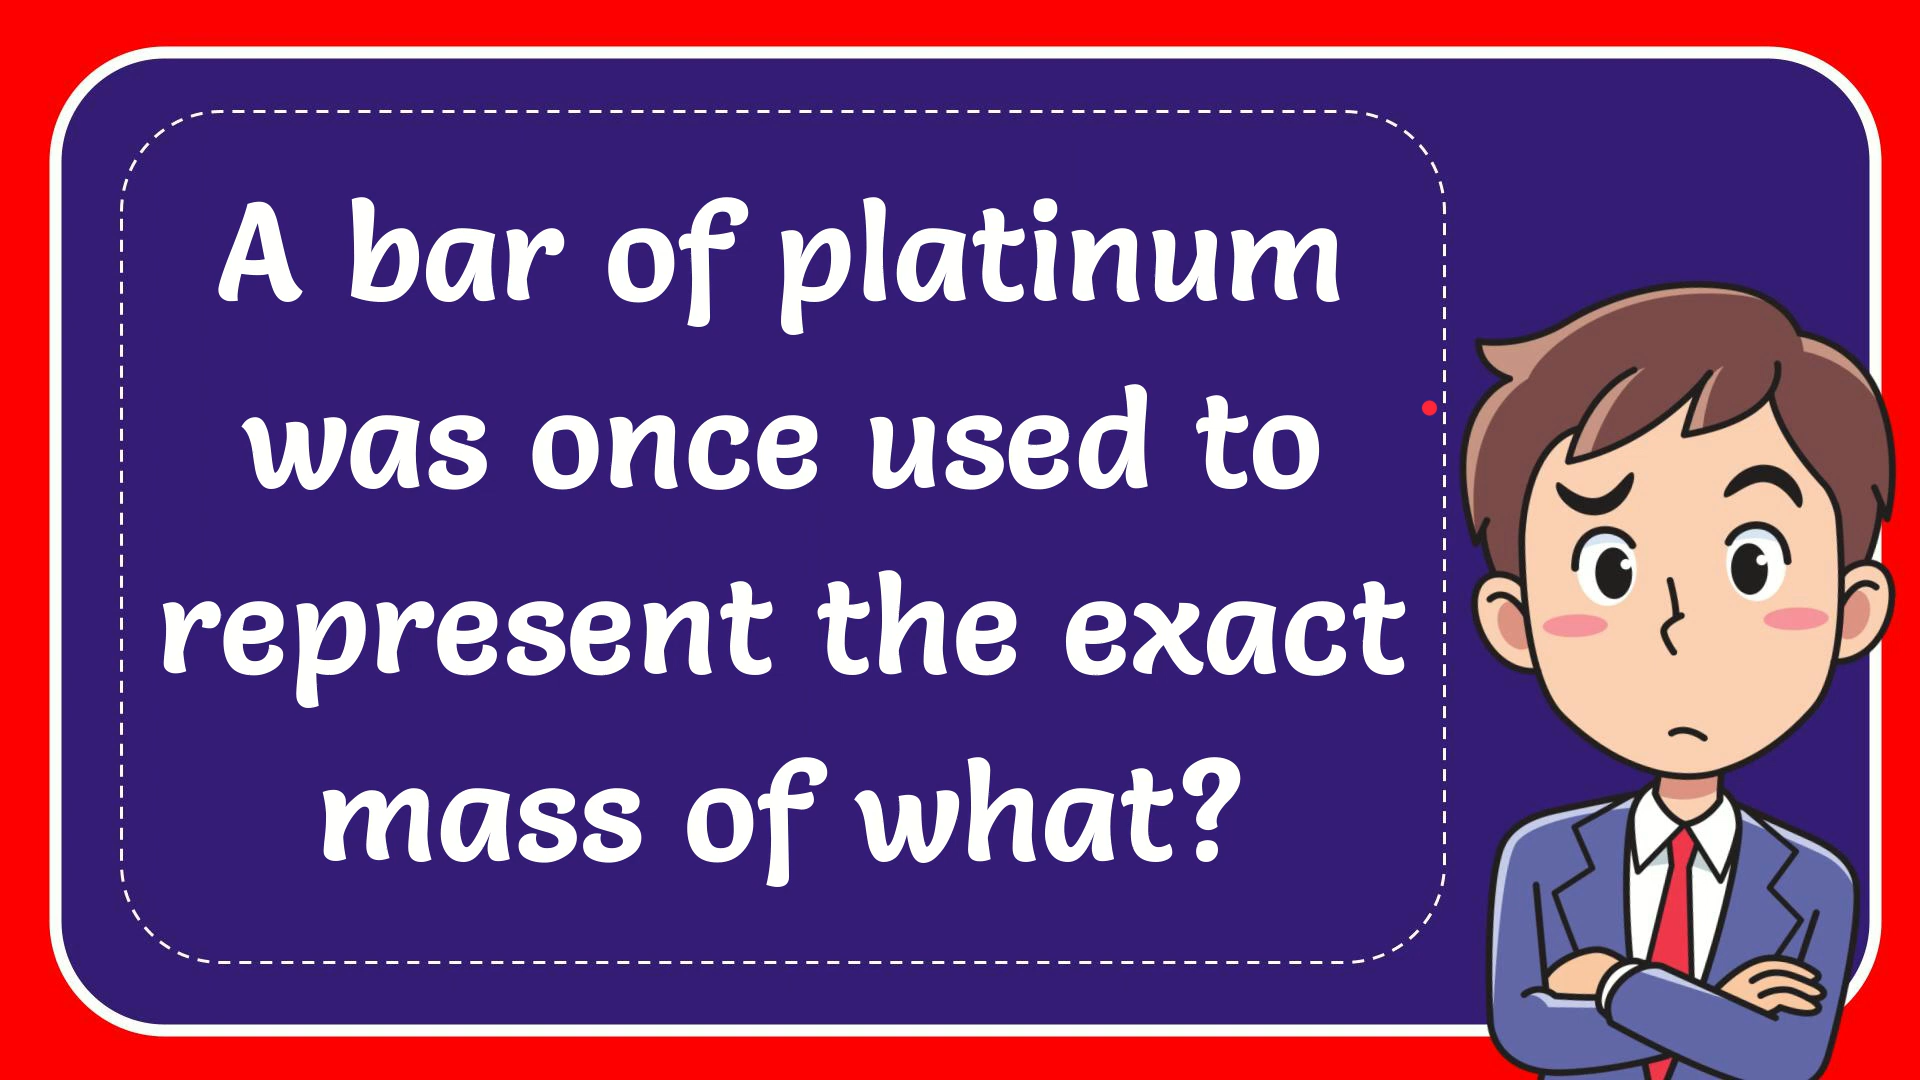 A bar of platinum
was once used to
represent the exact
mass of what?